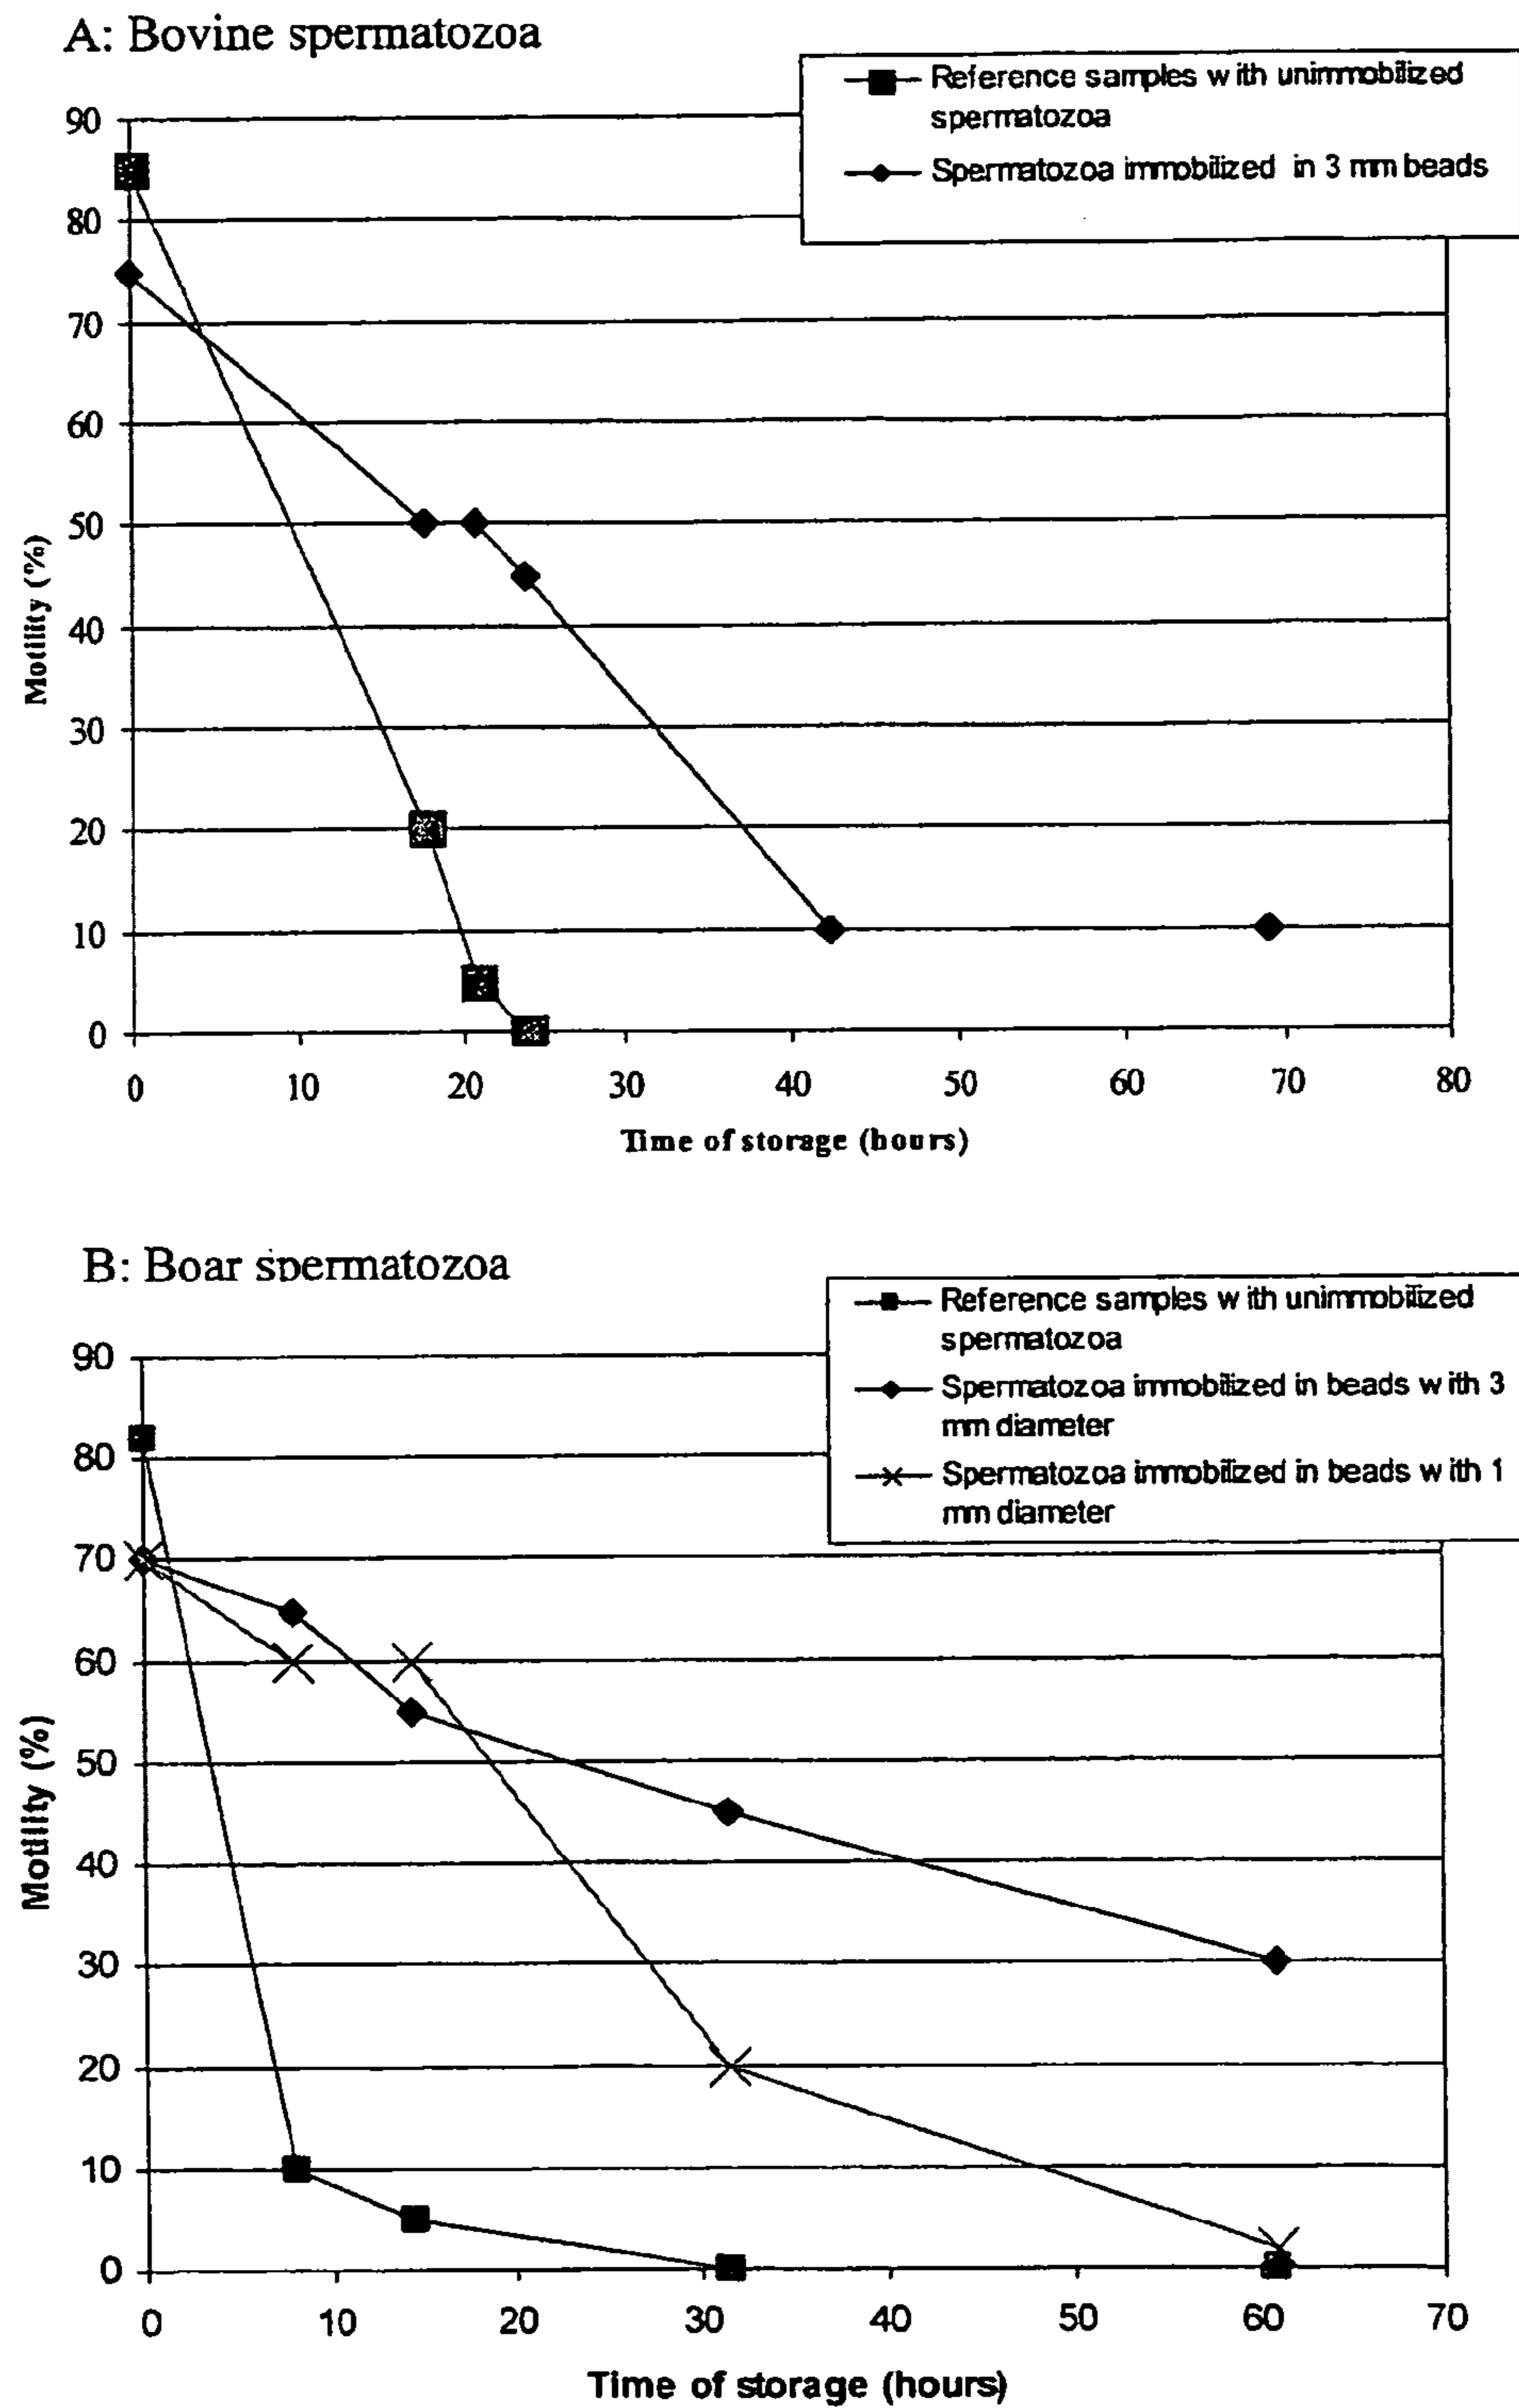 A: Bovine spermatozoa
Reference samples with unimmobilized
spermatozoa
Spermatozoa immobilized in 3 mm beads
90
80
70
60
50
40
30
20
10
0
Motility (%)
0 10 20 30 40 50 60 70 80
Time of storage (hours)
B: Boar spermatozoa
Reference samples with unimmobilized
spermatozoa
Spermatozoa immobilized in beads with 3
mm diameter
Spermatozoa immobilized in beads with 1
mm diameter
90
80
70
60
50
40
30
20
10
0
Motility (%)
0 10 20 30 40 50 60 70
Time of storage (hours)